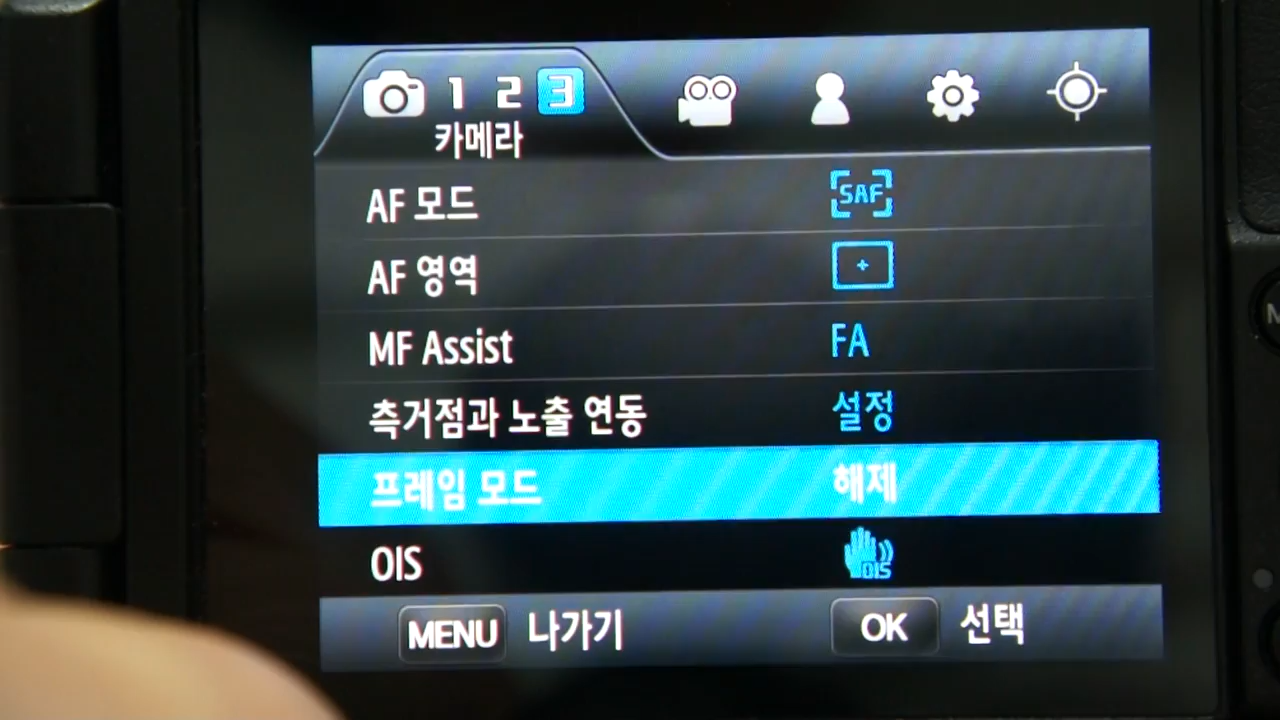 1 2 3
카메라
AF 모드 SAF
AF 영역
MF Assist FA
측거점과 노출 연동 설정
프레임 모드 해제
OIS OIS
MENU 나가기 OK 선택